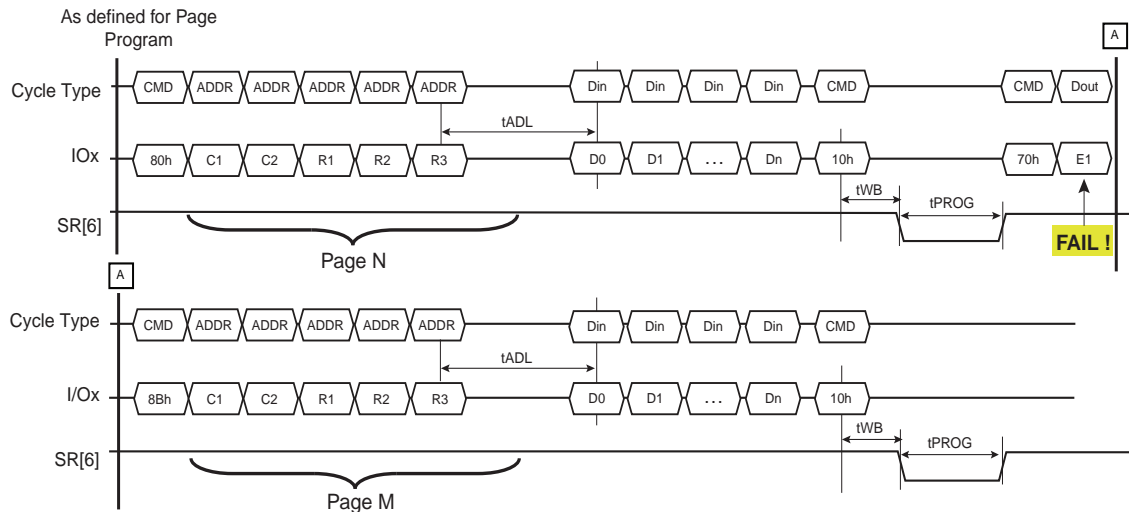 As defined for Page
Program
A
Cycle Type CMD ADDR ADDR ADDR ADDR ADDR Din Din Din Din CMD CMD Dout
tADL
IOx 80h C1 C2 R1 R2 R3 D0 D1 ... Dn 10h 70h E1
tWB tPROG
SR[6]
Page N
FAIL !
A
Cycle Type CMD ADDR ADDR ADDR ADDR ADDR Din Din Din Din CMD
tADL
I/Ox 8Bh C1 C2 R1 R2 R3 D0 D1 ... Dn 10h
tWB tPROG
SR[6]
Page M